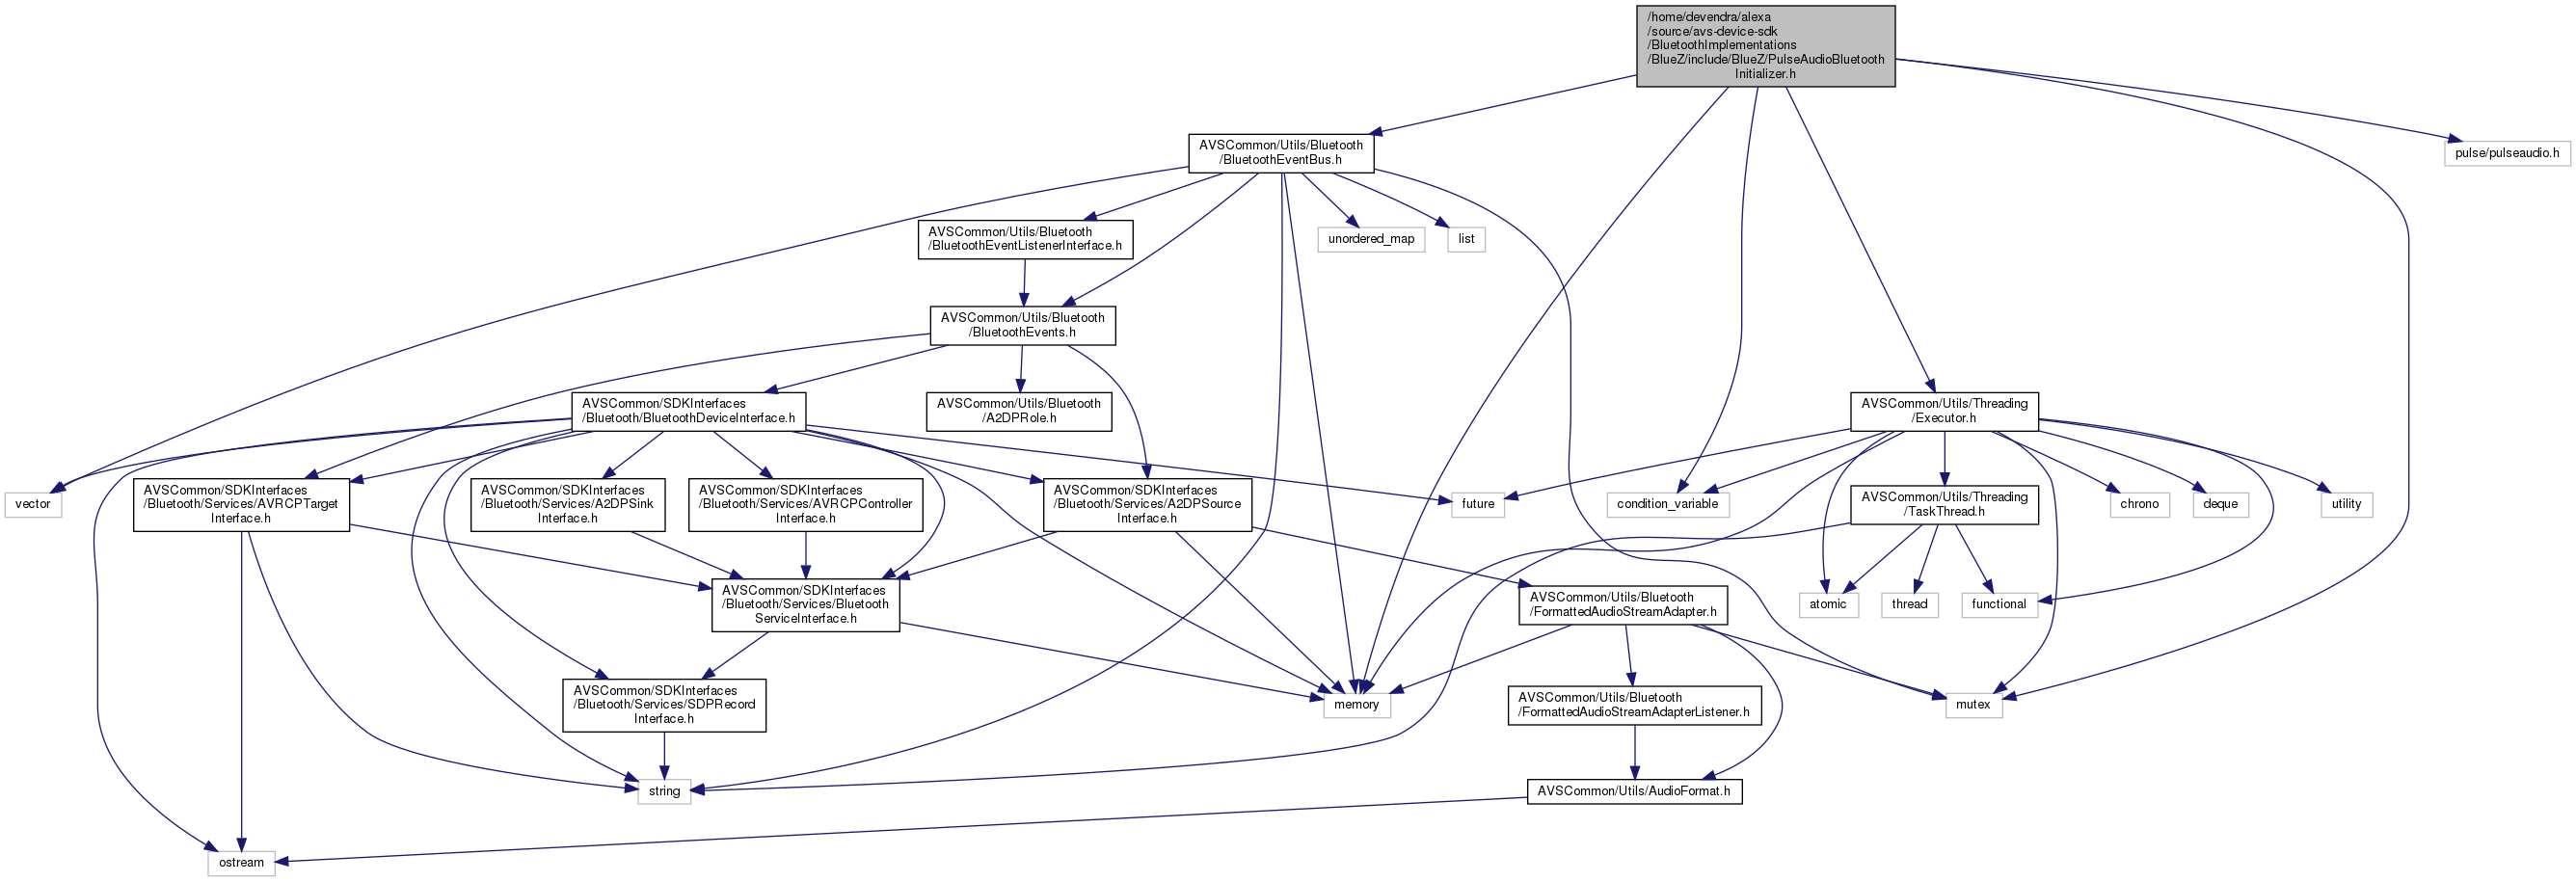 /home/devendra/alexa
/source/avs-device-sdk
/BluetoothImplementations
/BlueZ/include/BlueZ/PulseAudioBluetooth
Initializer.h
AVSCommon/Utils/Bluetooth
/BluetoothEventBus.h
pulse/pulseaudio.h
AVSCommon/Utils/Bluetooth
/BluetoothEventListenerInterface.h
unordered_map
list
AVSCommon/Utils/Bluetooth
/BluetoothEvents.h
AVSCommon/SDKInterfaces
/Bluetooth/BluetoothDeviceInterface.h
AVSCommon/Utils/Bluetooth
/A2DPRole.h
AVSCommon/Utils/Threading
/Executor.h
vector
AVSCommon/SDKInterfaces
/Bluetooth/Services/AVRCPTarget
Interface.h
AVSCommon/SDKInterfaces
/Bluetooth/Services/A2DPSink
Interface.h
AVSCommon/SDKInterfaces
/Bluetooth/Services/AVRCPController
Interface.h
AVSCommon/SDKInterfaces
/Bluetooth/Services/A2DPSource
Interface.h
future
condition_variable
AVSCommon/Utils/Threading
/TaskThread.h
chrono
deque
utility
AVSCommon/SDKInterfaces
/Bluetooth/Services/Bluetooth
ServiceInterface.h
AVSCommon/Utils/Bluetooth
/FormattedAudioStreamAdapter.h
atomic
thread
functional
AVSCommon/SDKInterfaces
/Bluetooth/Services/SDPRecord
Interface.h
memory
AVSCommon/Utils/Bluetooth
/FormattedAudioStreamAdapterListener.h
mutex
string
AVSCommon/Utils/AudioFormat.h
ostream